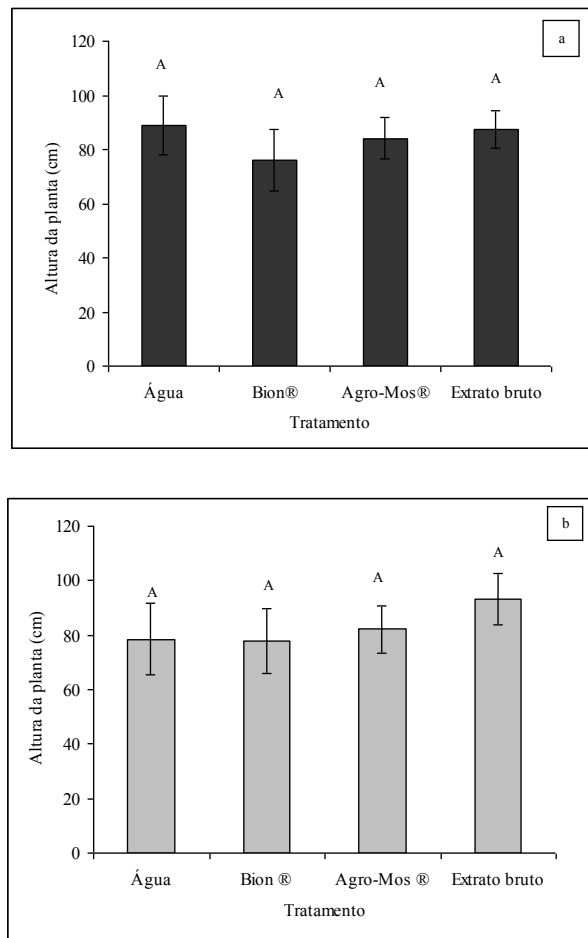 a
120
100
80
60
40
20
0
Altura da planta (cm)
A
A
A
A
Água Bion® Agro-Mos® Extrato bruto
Tratamento
b
120
100
80
60
40
20
0
Altura da planta (cm)
A
A
A
A
Água Bion ® Agro-Mos ® Extrato bruto
Tratamento